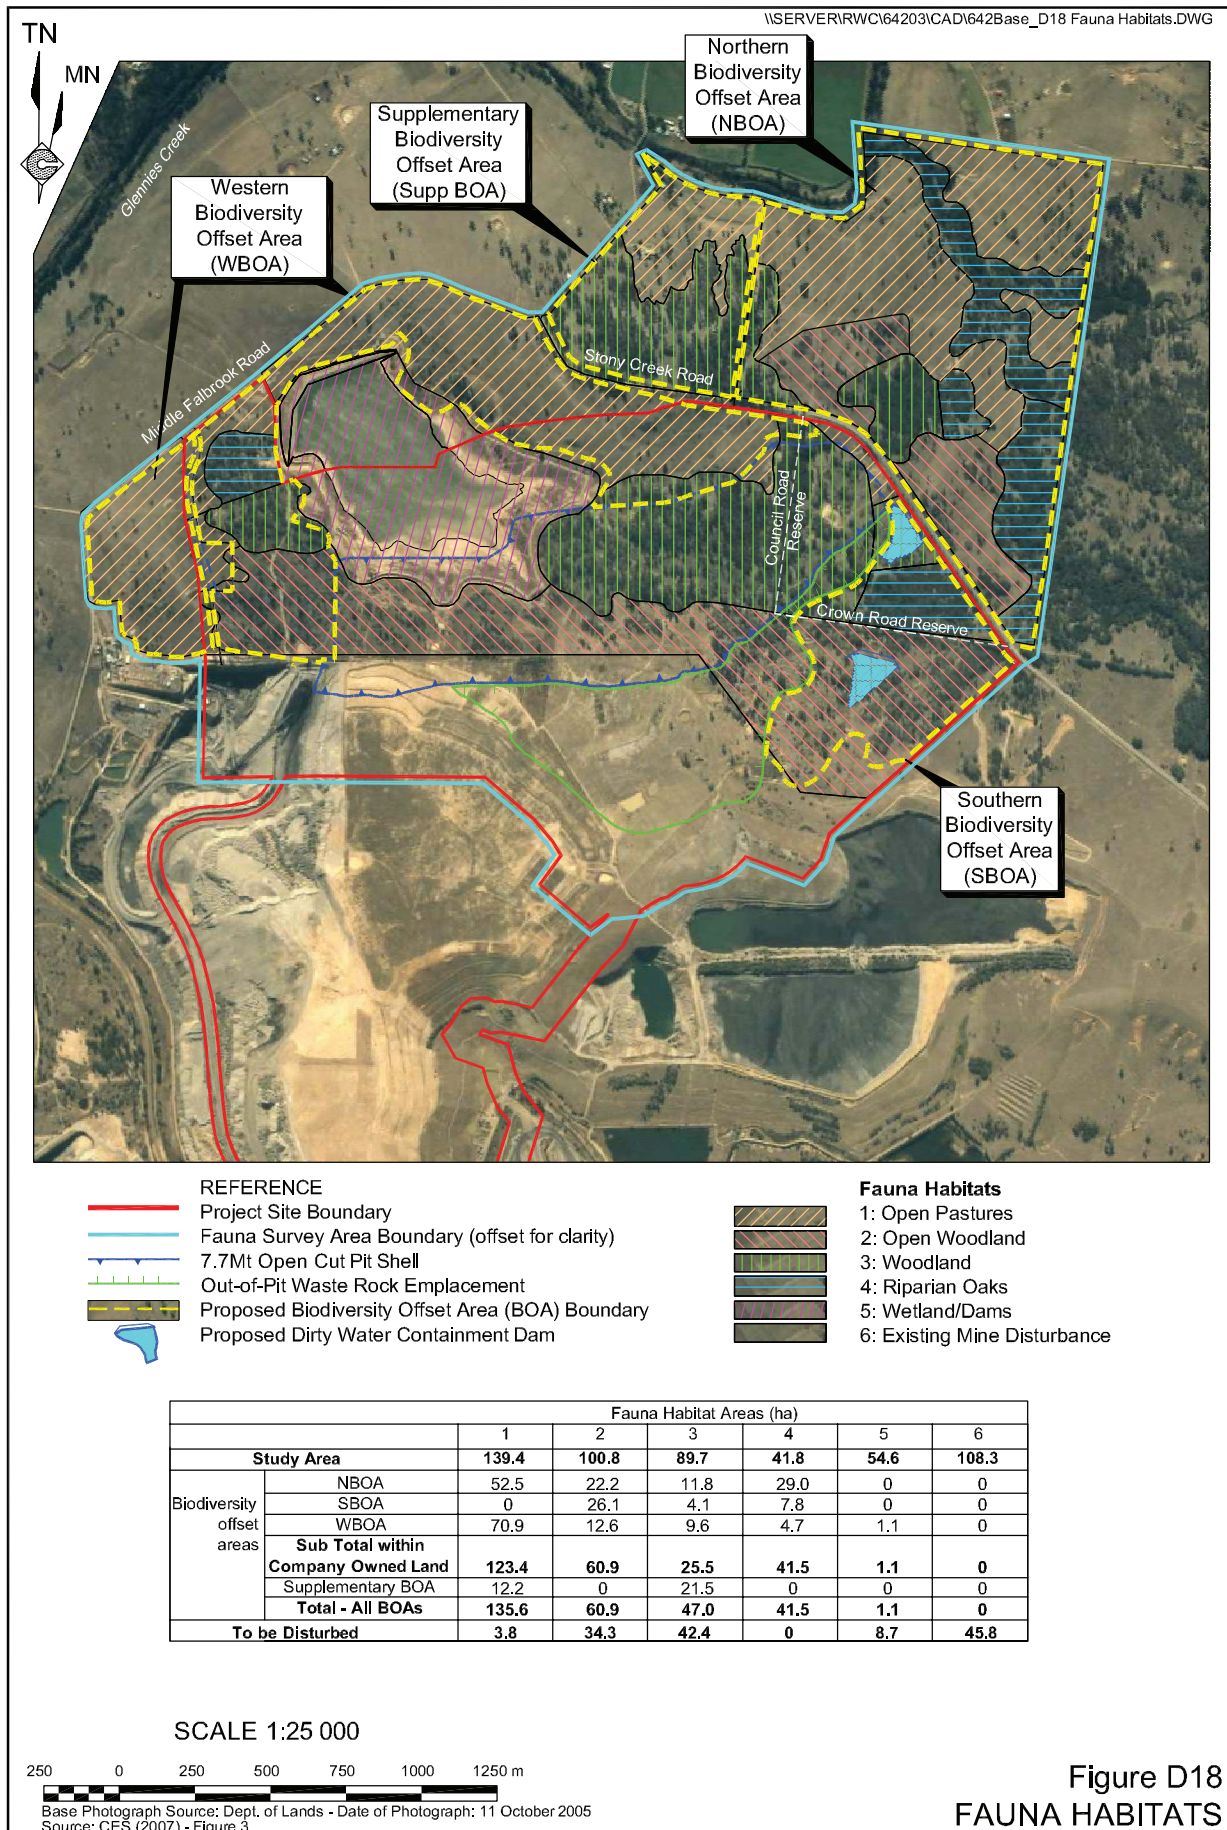 \\SERVER\RWC\64203\CAD\642Base_D18 Fauna Habitats.DWG
TN
MN
Glennies Creek
Northern
Biodiversity
Offset Area
(NBOA)
Supplementary
Biodiversity
Offset Area
(Supp BOA)
Western
Biodiversity
Offset Area
(WBOA)
Middle Falbrook Road
Stony Creek Road
Council Road
Reserve
Crown Road Reserve
Southern
Biodiversity
Offset Area
(SBOA)
REFERENCE
Project Site Boundary
Fauna Survey Area Boundary (offset for clarity)
7.7Mt Open Cut Pit Shell
Out-of-Pit Waste Rock Emplacement
Proposed Biodiversity Offset Area (BOA) Boundary
Proposed Dirty Water Containment Dam
Fauna Habitats
1: Open Pastures
2: Open Woodland
3: Woodland
4: Riparian Oaks
5: Wetland/Dams
6: Existing Mine Disturbance
Fauna Habitat Areas (ha)
1 2 3 4 5 6
Study Area 139.4 100.8 89.7 41.8 54.6 108.3
Biodiversity offset areas
NBOA 52.5 22.2 11.8 29.0 0 0
SBOA 0 26.1 4.1 7.8 0 0
WBOA 70.9 12.6 9.6 4.7 1.1 0
Sub Total within
Company Owned Land 123.4 60.9 25.5 41.5 1.1 0
Supplementary BOA 12.2 0 21.5 0 0 0
Total - All BOAs 135.6 60.9 47.0 41.5 1.1 0
To be Disturbed 3.8 34.3 42.4 0 8.7 45.8
SCALE 1:25 000
250 0 250 500 750 1000 1250 m
Base Photograph Source: Dept. of Lands - Date of Photograph: 11 October 2005
Source: CES (2007) - Figure 3
Figure D18
FAUNA HABITATS